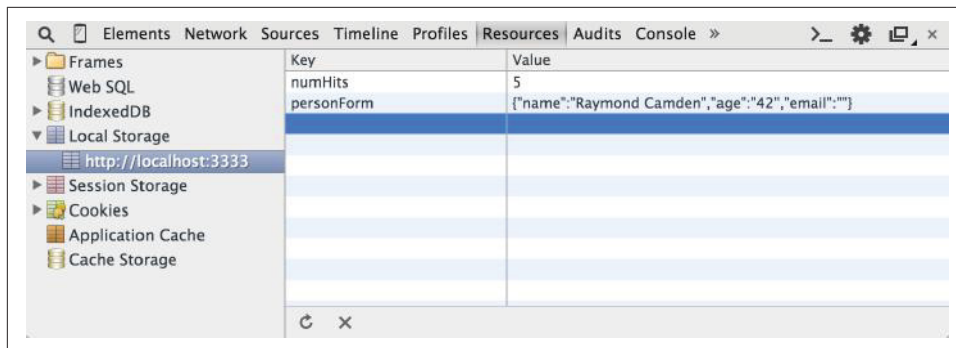 Elements Network Sources Timeline Profiles Resources Audits Console »
Frames
Web SQL
IndexedDB
Local Storage
http://localhost:3333
Session Storage
Cookies
Application Cache
Cache Storage
Key Value
numHits 5
personForm {"name":"Raymond Camden","age":"42","email":""}